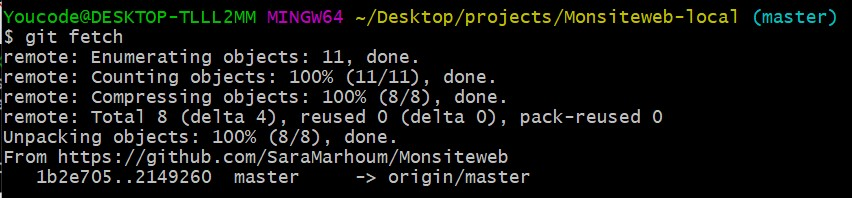 Youcode@DESKTOP-TLLL2MM MINGW64 ~/Desktop/projects/Monsiteweb-local (master)
$ git fetch
remote: Enumerating objects: 11, done.
remote: Counting objects: 100% (11/11), done.
remote: Compressing objects: 100% (8/8), done.
remote: Total 8 (delta 4), reused 0 (delta 0), pack-reused 0
Unpacking objects: 100% (8/8), done.
From https://github.com/SaraMarhoum/Monsiteweb
   1b2e705..2149260  master     -> origin/master